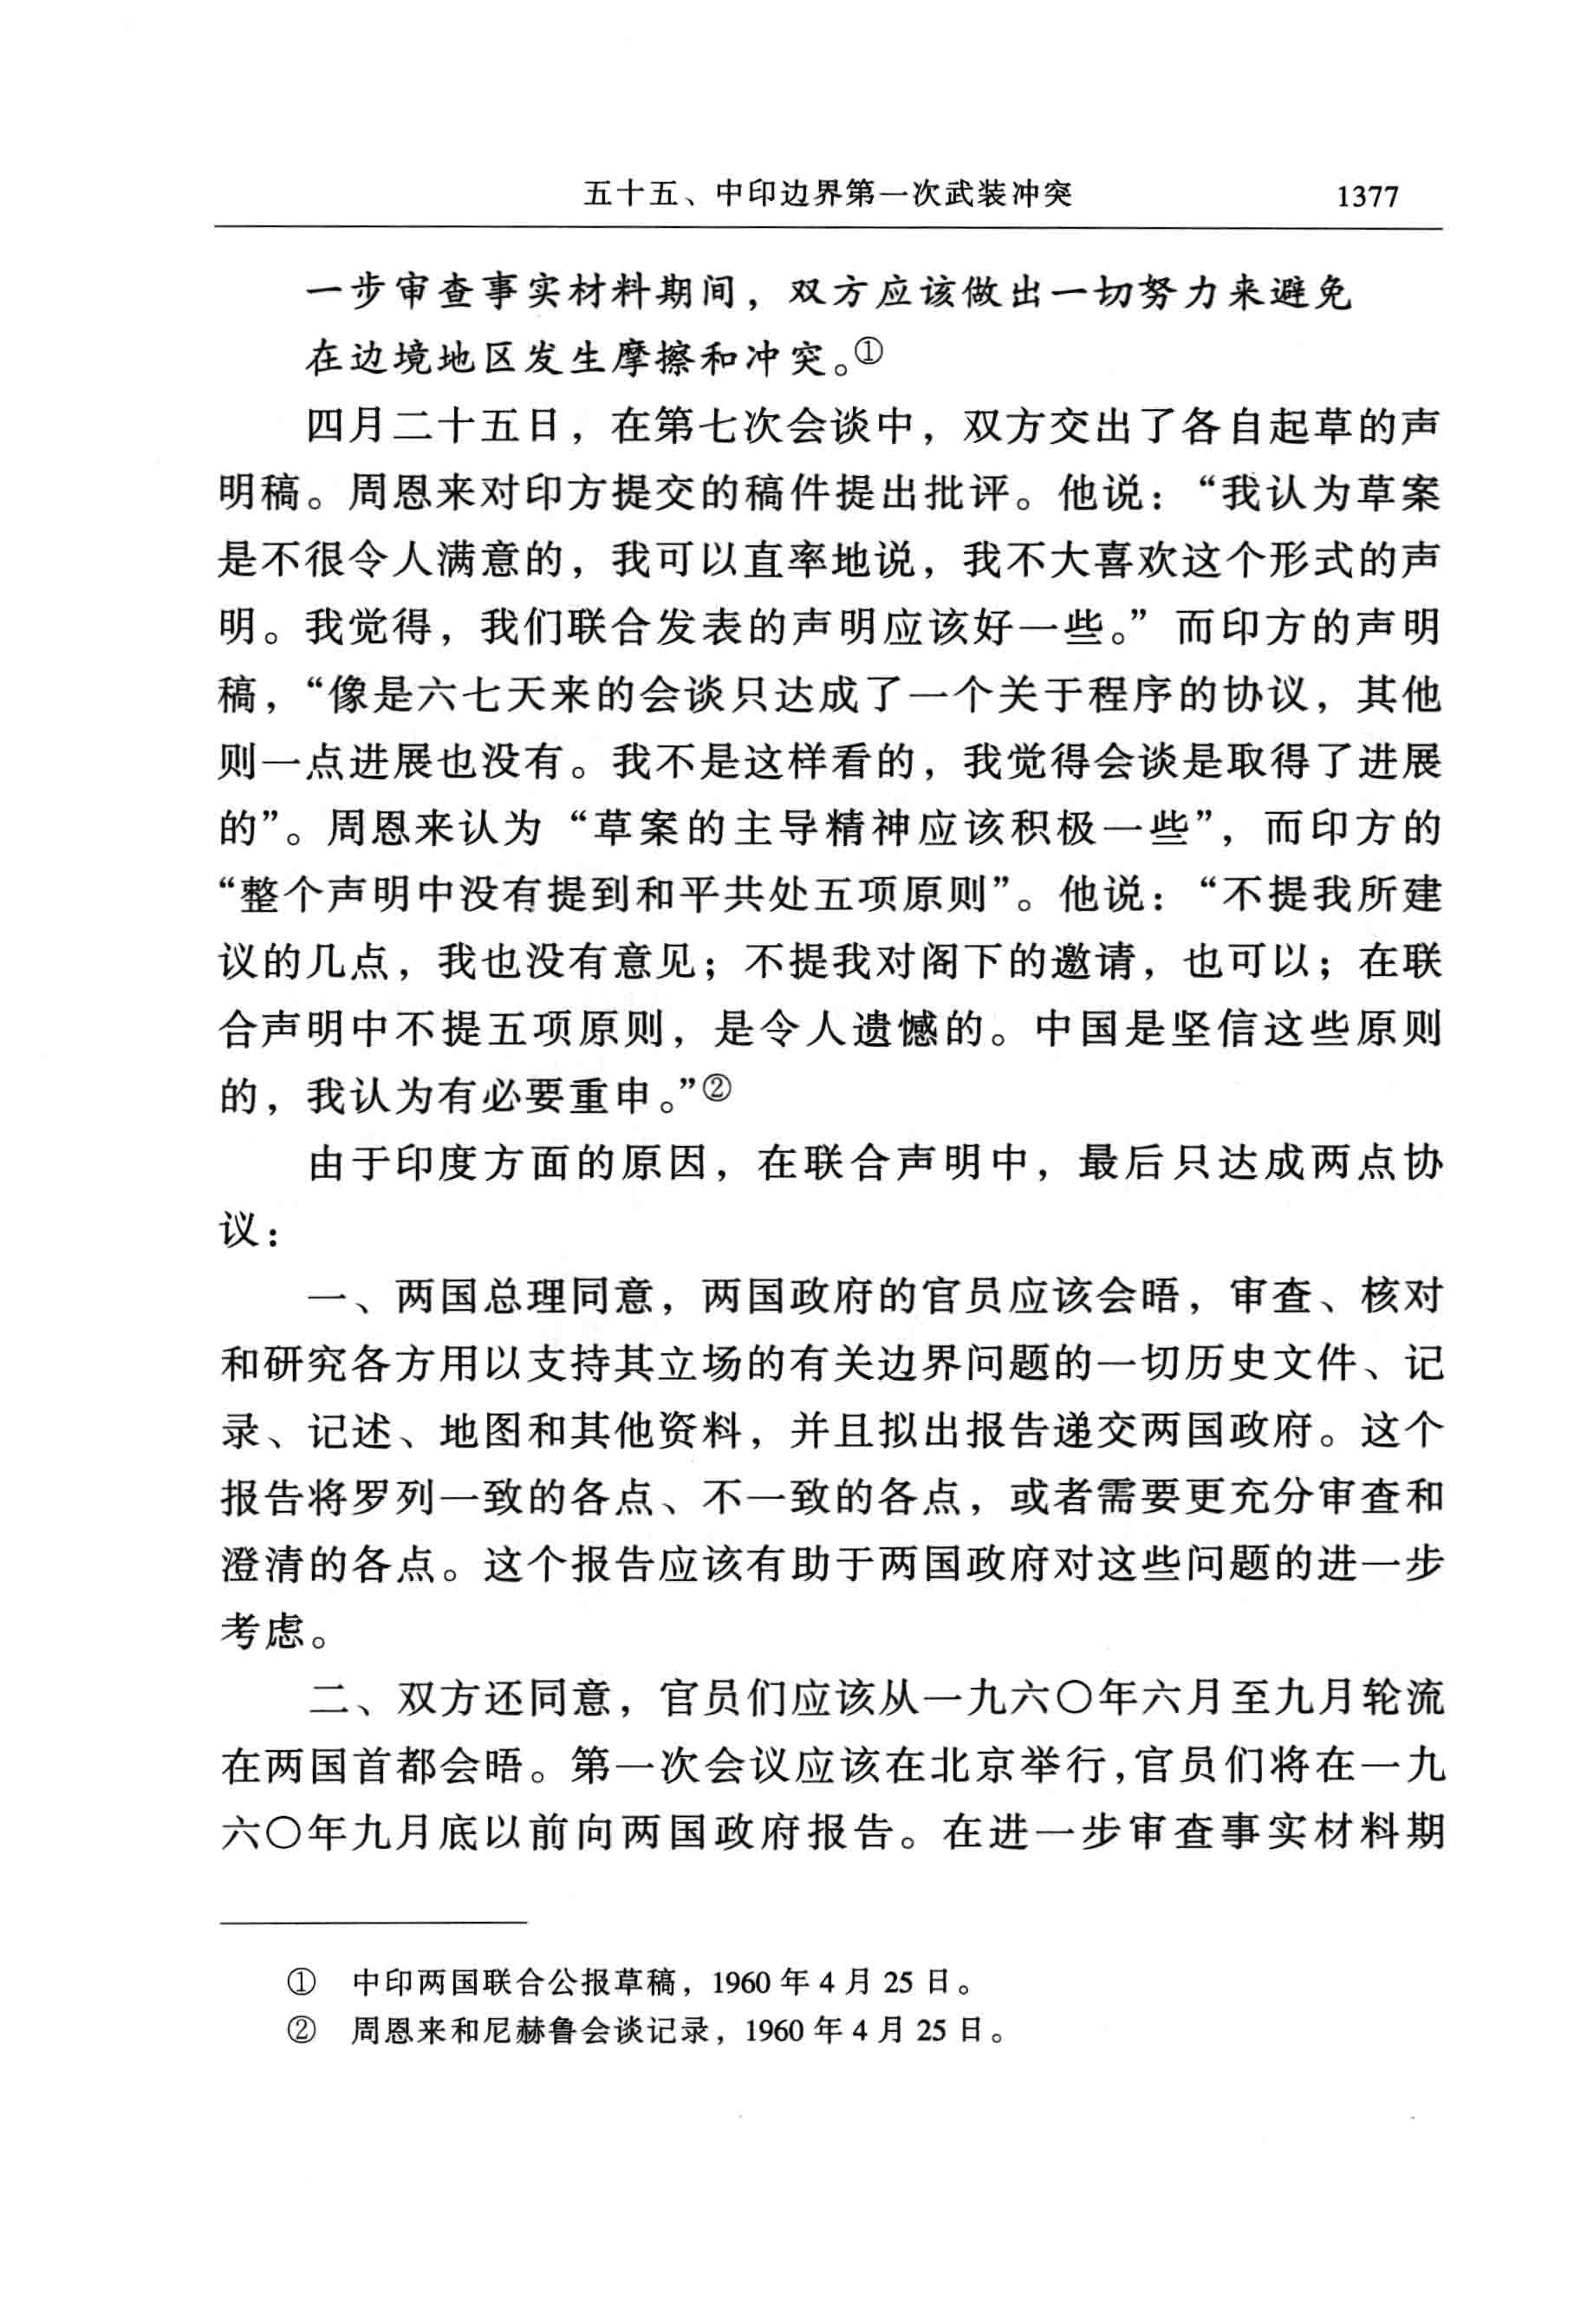 五十五、中印边界第一次武装冲突 1377
一步审查事实材料期间，双方应该做出一切努力来避免
在边境地区发生摩擦和冲突。①
四月二十五日，在第七次会谈中，双方交出了各自起草的声
明稿。周恩来对印方提交的稿件提出批评。他说：“我认为草案
是不很令人满意的，我可以直率地说，我不大喜欢这个形式的声
明。我觉得，我们联合发表的声明应该好一些。”而印方的声明
稿，“像是六七天来的会谈只达成了一个关于程序的协议，其他
则一点进展也没有。我不是这样看的，我觉得会谈是取得了进展
的”。周恩来认为“草案的主导精神应该积极一些”，而印方的
“整个声明中没有提到和平共处五项原则”。他说：“不提我所建
议的几点，我也没有意见；不提我对阁下的邀请，也可以；在联
合声明中不提五项原则，是令人遗憾的。中国是坚信这些原则
的，我认为有必要重申。”②
由于印度方面的原因，在联合声明中，最后只达成两点协
议：
一、两国总理同意，两国政府的官员应该会晤，审查、核对
和研究各方用以支持其立场的有关边界问题的一切历史文件、记
录、记述、地图和其他资料，并且拟出报告递交两国政府。这个
报告将罗列一致的各点、不一致的各点，或者需要更充分审查和
澄清的各点。这个报告应该有助于两国政府对这些问题的进一步
考虑。
二、双方还同意，官员们应该从一九六〇年六月至九月轮流
在两国首都会晤。第一次会议应该在北京举行，官员们将在一九
六〇年九月底以前向两国政府报告。在进一步审查事实材料期
① 中印两国联合公报草稿，1960年4月25日。
② 周恩来和尼赫鲁会谈记录，1960年4月25日。